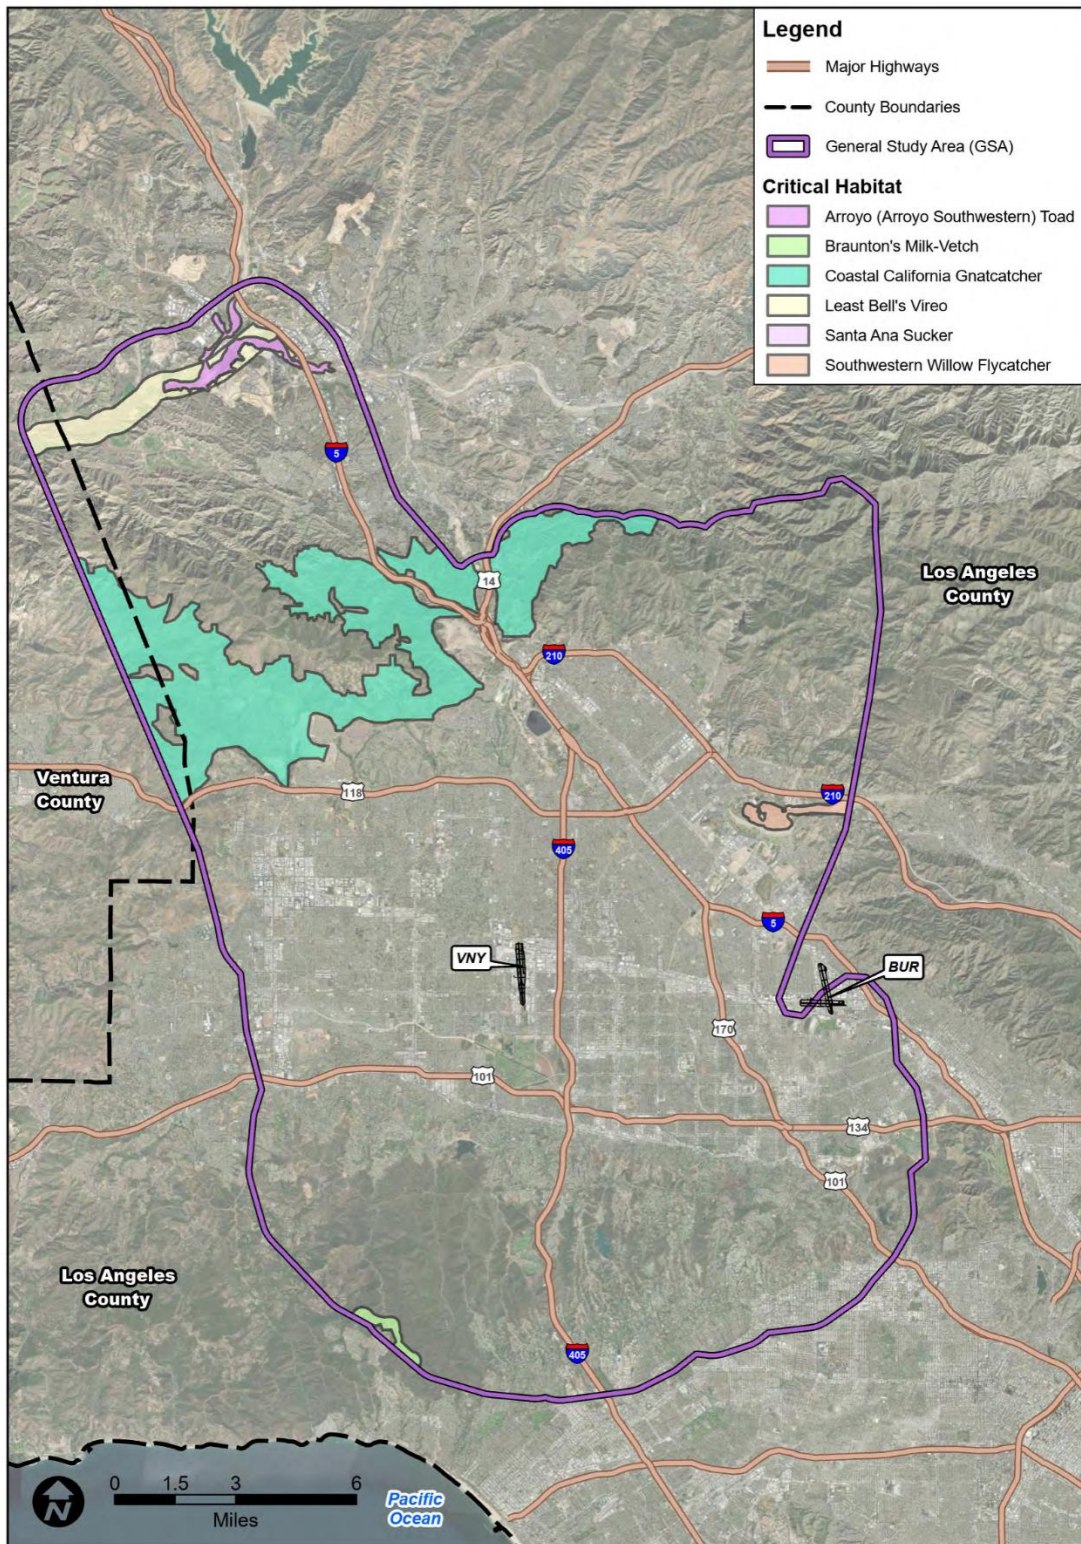 Legend
Major Highways
County Boundaries
General Study Area (GSA)
Critical Habitat
Arroyo (Arroyo Southwestern) Toad
Braunton's Milk-Vetch
Coastal California Gnatcatcher
Least Bell's Vireo
Santa Ana Sucker
Southwestern Willow Flycatcher
5
14
Los Angeles
County
210
Ventura
County
118
210
405
5
VNY
BUR
170
101
134
101
Los Angeles
County
405
N
0 1.5 3 6
Miles
Pacific
Ocean